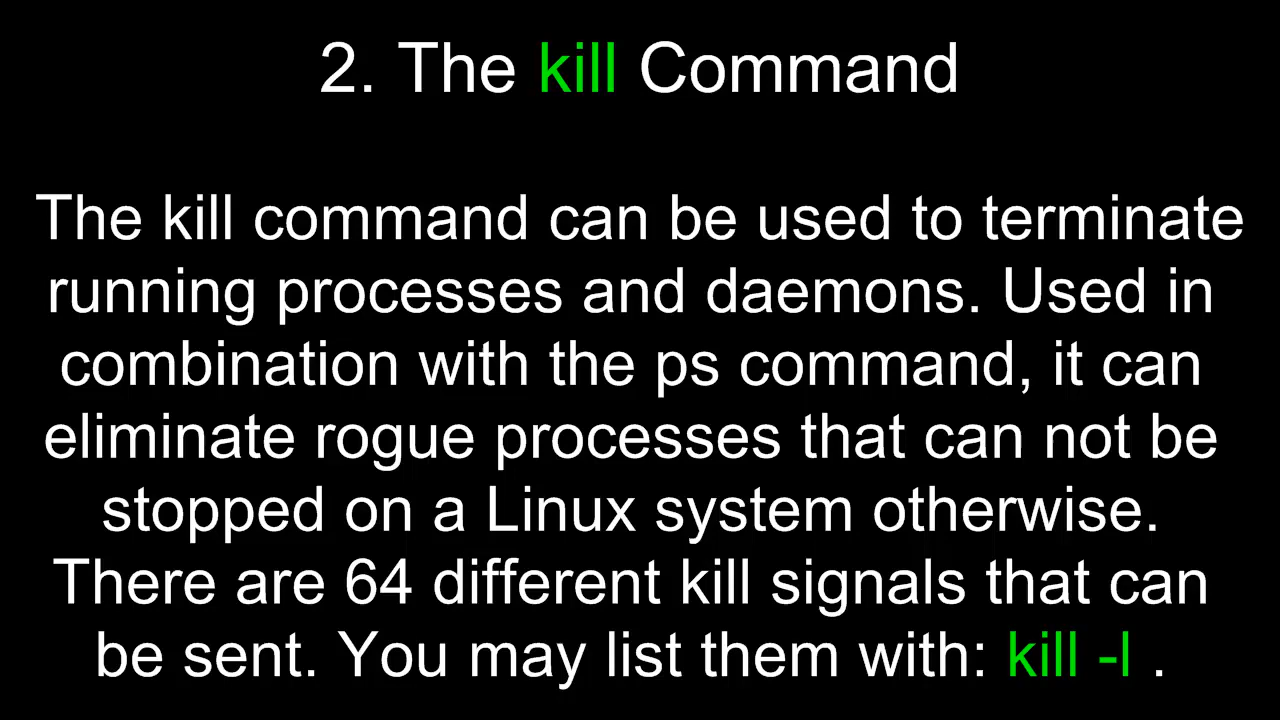 2. The kill Command
The kill command can be used to terminate
running processes and daemons. Used in
combination with the ps command, it can
eliminate rogue processes that can not be
stopped on a Linux system otherwise.
There are 64 different kill signals that can
be sent. You may list them with: kill -l .